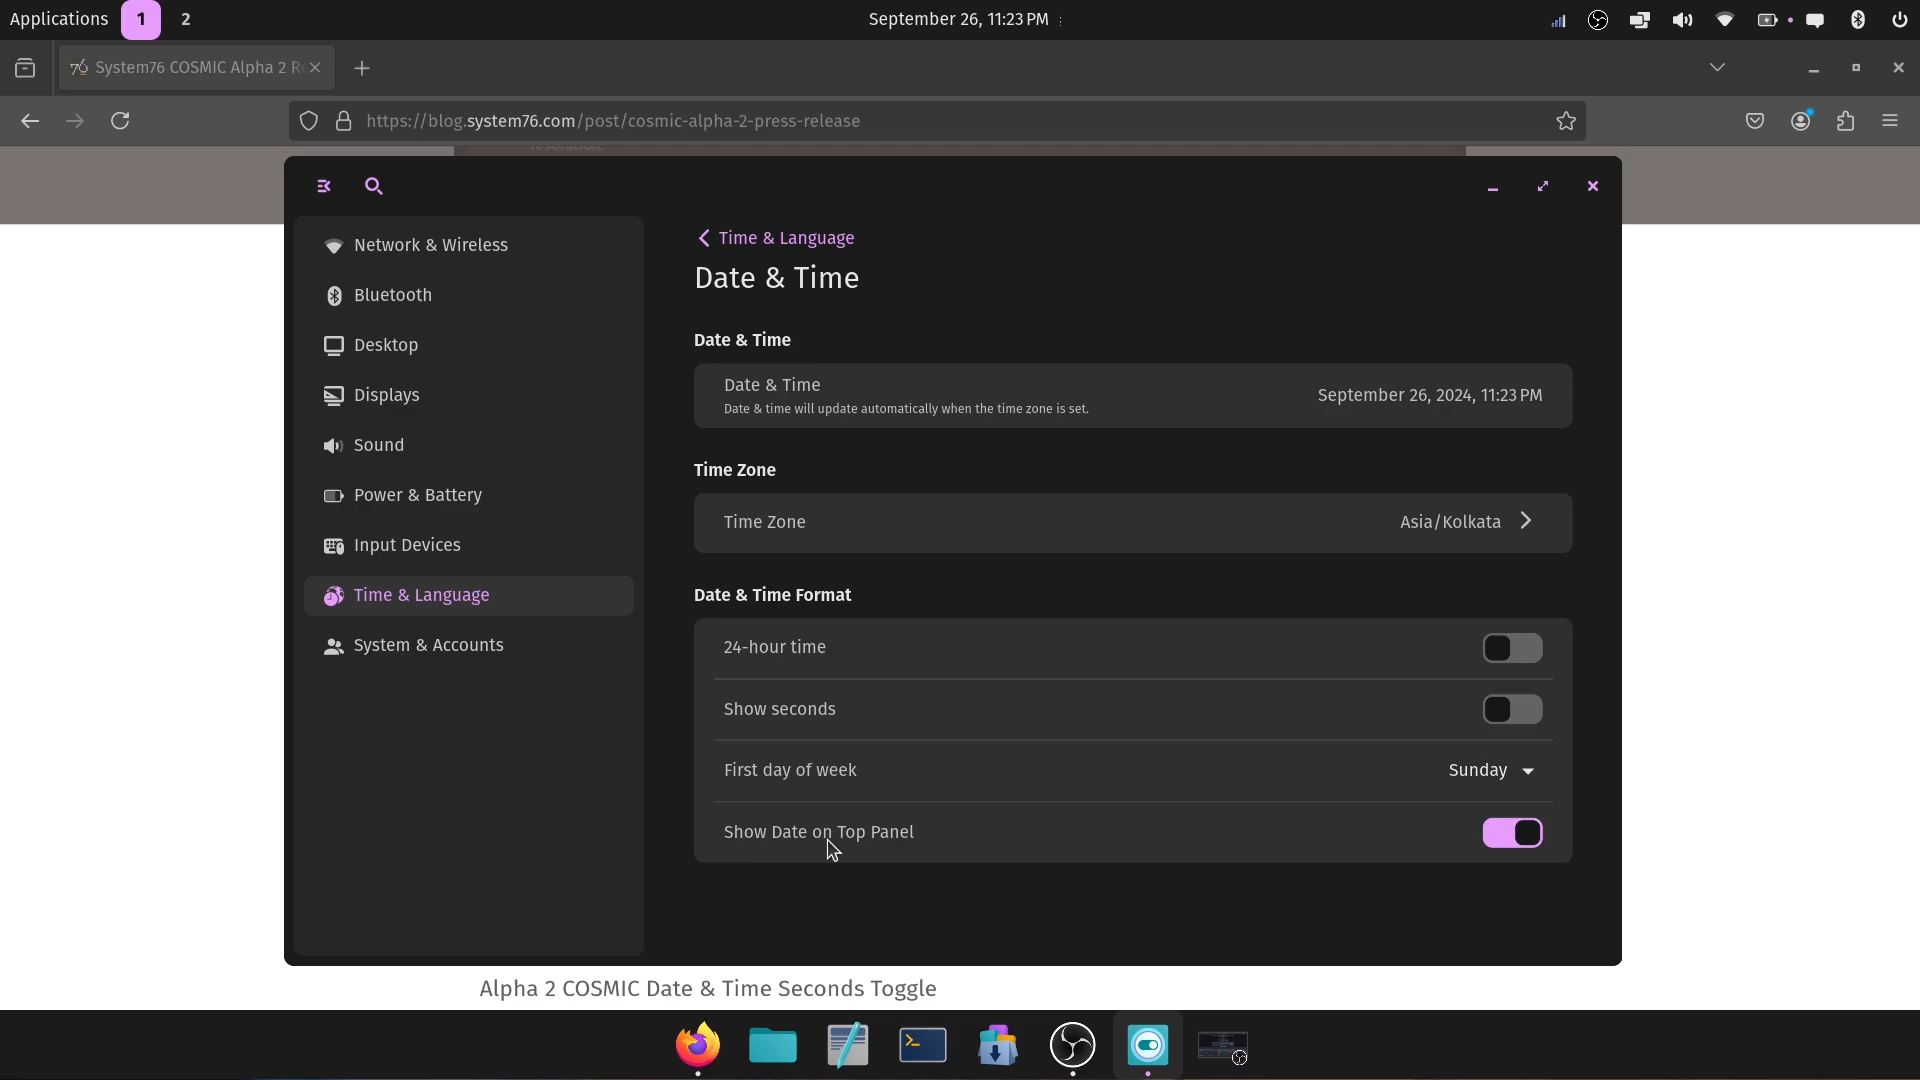 Applications 1 2 September 26, 11:23 PM
System76 COSMIC Alpha 2 Re
https://blog.system76.com/post/cosmic-alpha-2-press-release
resolution.
Network & Wireless
Bluetooth
Desktop
Displays
Sound
Power & Battery
Input Devices
Time & Language
System & Accounts
Time & Language
Date & Time
Date & Time
Date & Time
September 26, 2024, 11:23 PM
Date & time will update automatically when the time zone is set.
Time Zone
Time Zone Asia/Kolkata
Date & Time Format
24-hour time
Show seconds
First day of week Sunday
Show Date on Top Panel
Alpha 2 COSMIC Date & Time Seconds Toggle